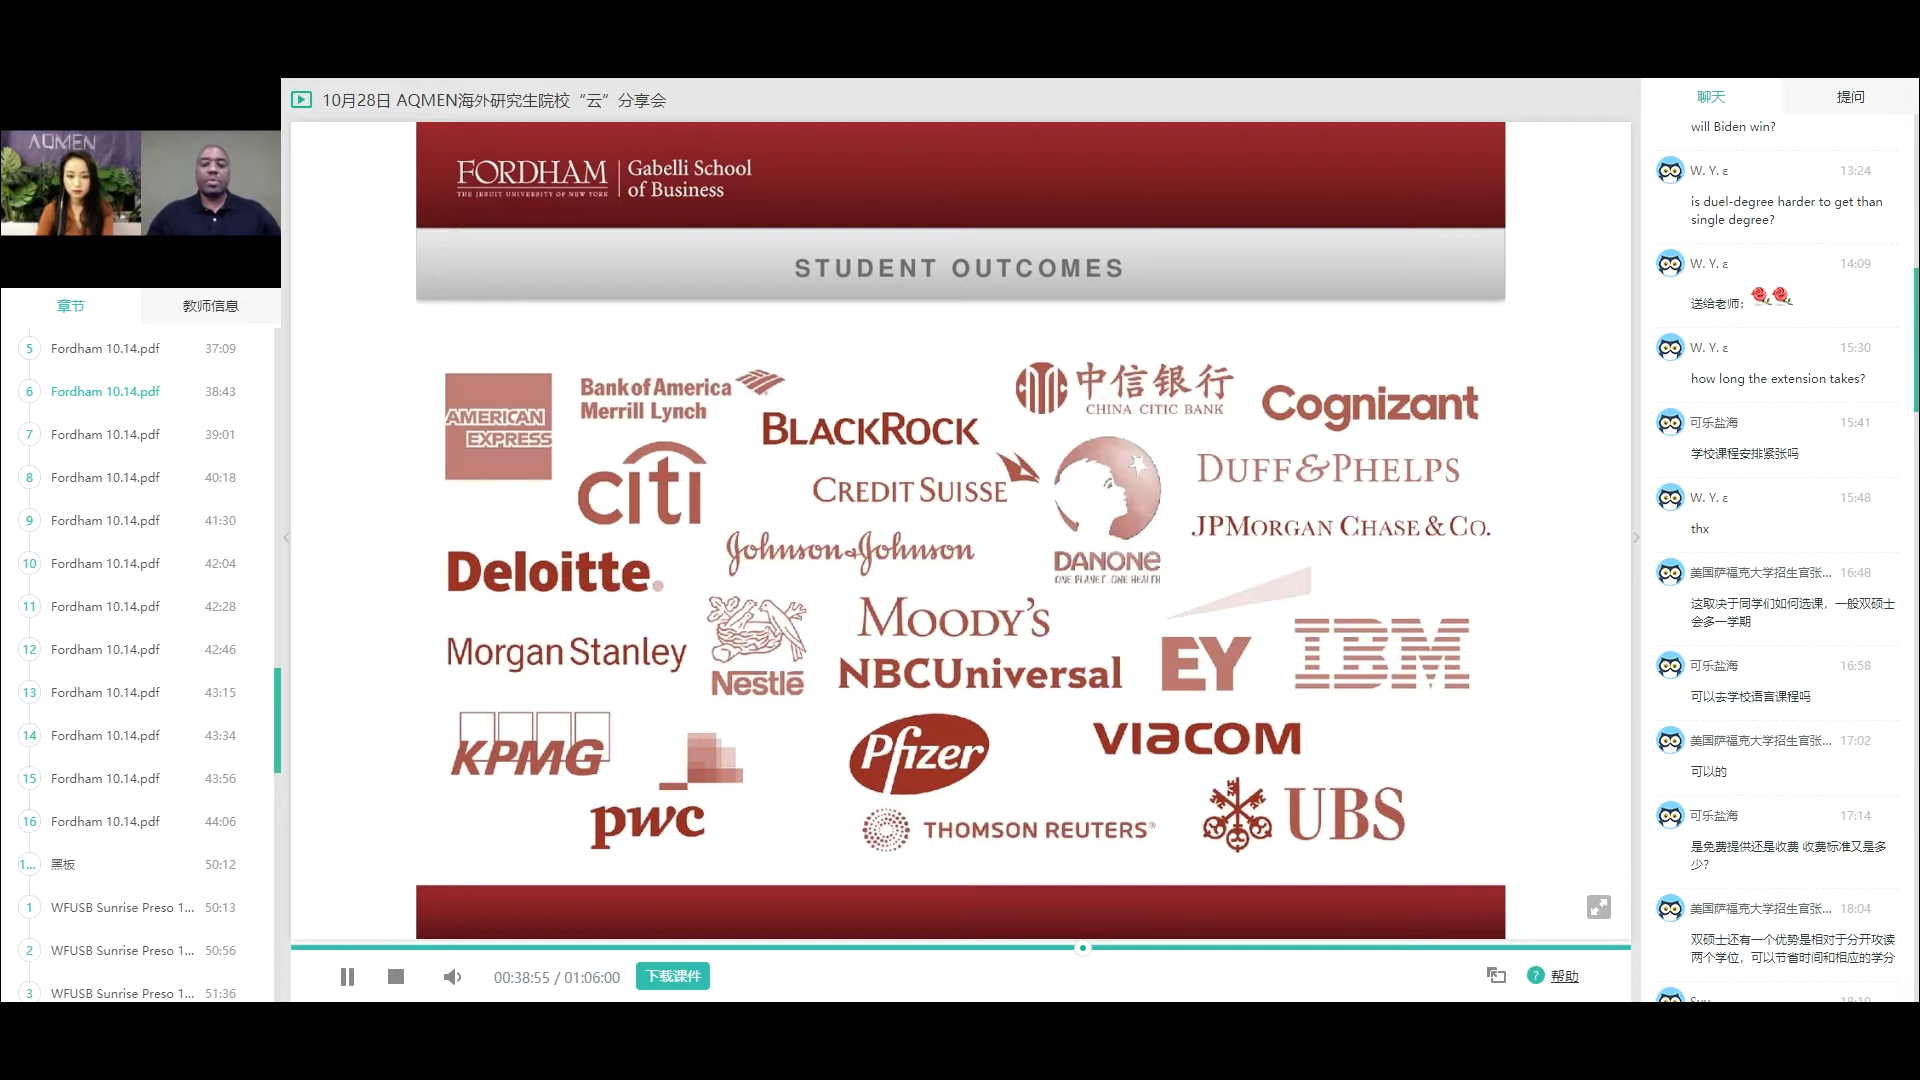 10月28日 AQMEN海外研究生院校“云”分享会
AQMEN
章节
教师信息
5 Fordham 10.14.pdf 37:09
6 Fordham 10.14.pdf 38:43
7 Fordham 10.14.pdf 39:01
8 Fordham 10.14.pdf 40:18
9 Fordham 10.14.pdf 41:30
10 Fordham 10.14.pdf 42:04
11 Fordham 10.14.pdf 42:28
12 Fordham 10.14.pdf 42:46
13 Fordham 10.14.pdf 43:15
14 Fordham 10.14.pdf 43:34
15 Fordham 10.14.pdf 43:56
16 Fordham 10.14.pdf 44:06
1... 黑板 50:12
1 WFUSB Sunrise Preso 1... 50:13
2 WFUSB Sunrise Preso 1... 50:56
3 WFUSB Sunrise Preso 1... 51:36
FORDHAM
THE JESUIT UNIVERSITY OF NEW YORK
Gabelli School
of Business
STUDENT OUTCOMES
AMERICAN
EXPRESS
Bank of America
Merrill Lynch
BLACKROCK
中信银行
CHINA CITIC BANK
Cognizant
citi
CREDIT SUISSE
DUFF&PHELPS
JPMORGAN CHASE & CO.
Deloitte.
Johnson&Johnson
DANONE
ONE PLANET. ONE HEALTH
Morgan Stanley
Nestlé
MOODY'S
NBCUniversal
EY
IBM
KPMG
pwc
Pfizer
VIACOM
THOMSON REUTERS®
UBS
00:38:55 / 01:06:00
下载课件
? 帮助
聊天
提问
will Biden win?
W. Y. ε 13:24
is duel-degree harder to get than
single degree?
W. Y. ε 14:09
送给老师：
W. Y. ε 15:30
how long the extension takes?
可乐盐海 15:41
学校课程安排紧张吗
W. Y. ε 15:48
thx
美国萨福克大学招生官张... 16:48
这取决于同学们如何选课，一般双硕士
会多一学期
可乐盐海 16:58
可以去学校语言课程吗
美国萨福克大学招生官张... 17:02
可以的
可乐盐海 17:14
是免费提供还是收费 收费标准又是多
少？
美国萨福克大学招生官张... 18:04
双硕士还有一个优势是相对于分开攻读
两个学位，可以节省时间和相应的学分